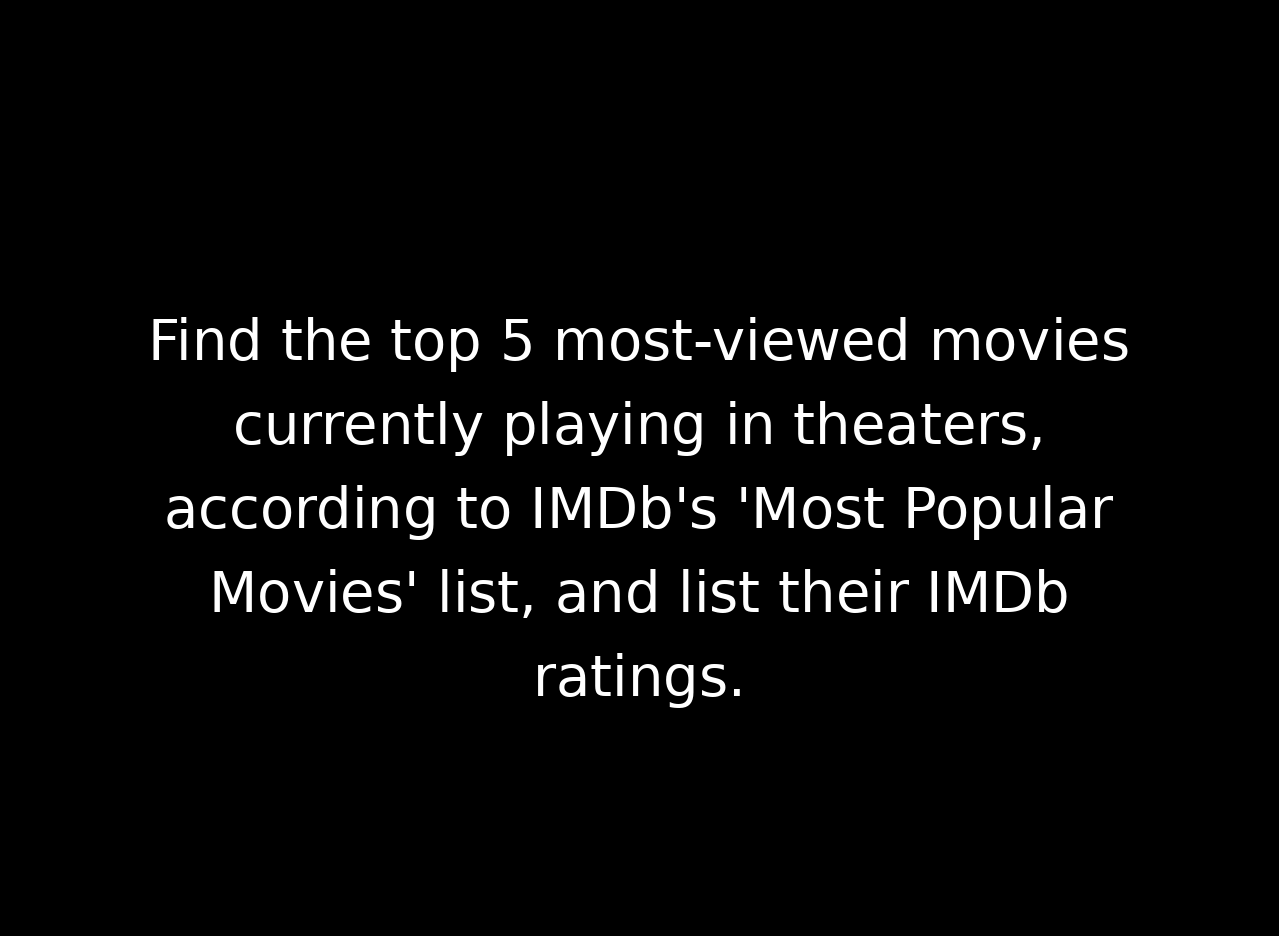 Find the top 5 most-viewed movies
currently playing in theaters,
according to IMDb's 'Most Popular
Movies' list, and list their IMDb
ratings.